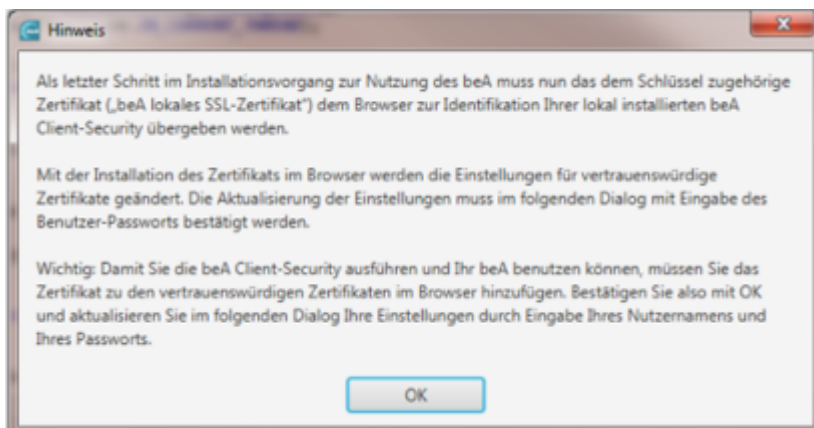 Hinweis
Als letzter Schritt im Installationsvorgang zur Nutzung des beA muss nun das dem Schlüssel zugehörige
Zertifikat („beA lokales SSL-Zertifikat“) dem Browser zur Identifikation Ihrer lokal installierten beA
Client-Security übergeben werden.
Mit der Installation des Zertifikats im Browser werden die Einstellungen für vertrauenswürdige
Zertifikate geändert. Die Aktualisierung der Einstellungen muss im folgenden Dialog mit Eingabe des
Benutzer-Passworts bestätigt werden.
Wichtig: Damit Sie die beA Client-Security ausführen und Ihr beA benutzen können, müssen Sie das
Zertifikat zu den vertrauenswürdigen Zertifikaten im Browser hinzufügen. Bestätigen Sie also mit OK
und aktualisieren Sie im folgenden Dialog Ihre Einstellungen durch Eingabe Ihres Nutzernamens und
Ihres Passworts.
OK